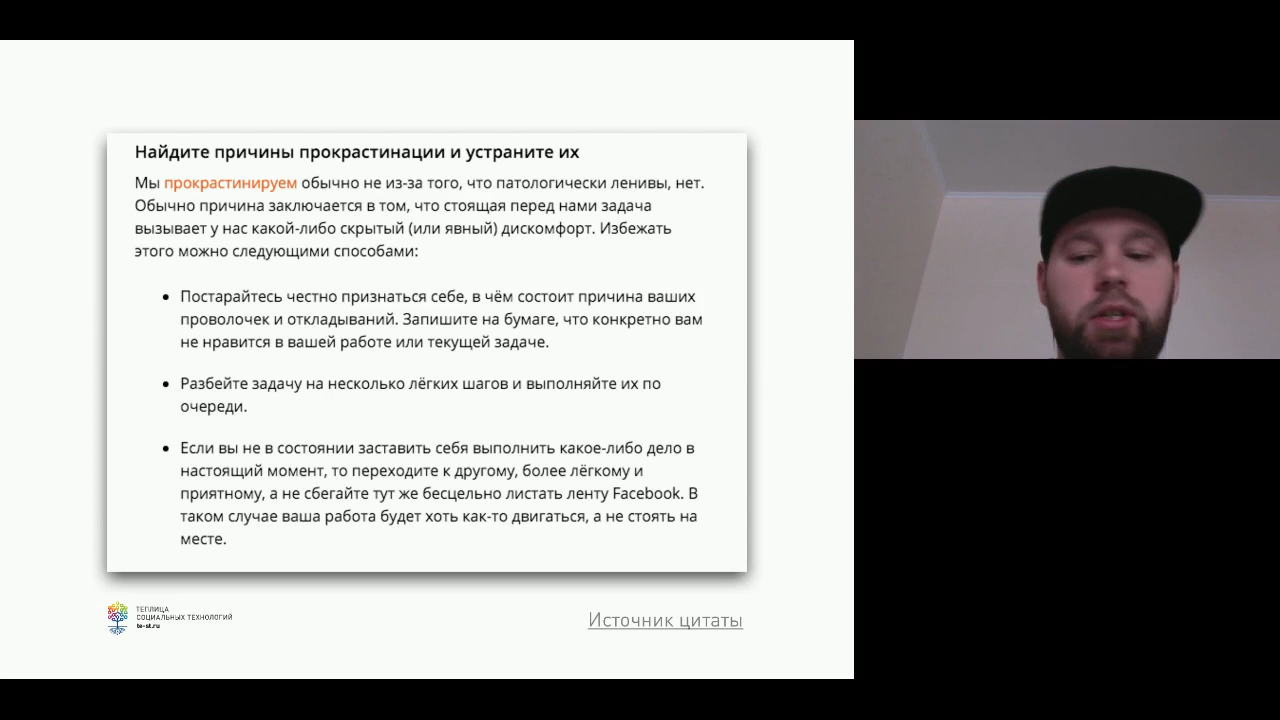 Найдите причины прокрастинации и устраните их
Мы прокрастинируем обычно не из-за того, что патологически ленивы, нет.
Обычно причина заключается в том, что стоящая перед нами задача
вызывает у нас какой-либо скрытый (или явный) дискомфорт. Избежать
этого можно следующими способами:
• Постарайтесь честно признаться себе, в чём состоит причина ваших
проволочек и откладываний. Запишите на бумаге, что конкретно вам
не нравится в вашей работе или текущей задаче.
• Разбейте задачу на несколько лёгких шагов и выполняйте их по
очереди.
• Если вы не в состоянии заставить себя выполнить какое-либо дело в
настоящий момент, то переходите к другому, более лёгкому и
приятному, а не сбегайте тут же бесцельно листать ленту Facebook. В
таком случае ваша работа будет хоть как-то двигаться, а не стоять на
месте.
ТЕПЛИЦА
СОЦИАЛЬНЫХ ТЕХНОЛОГИЙ
te-st.ru
Источник цитаты